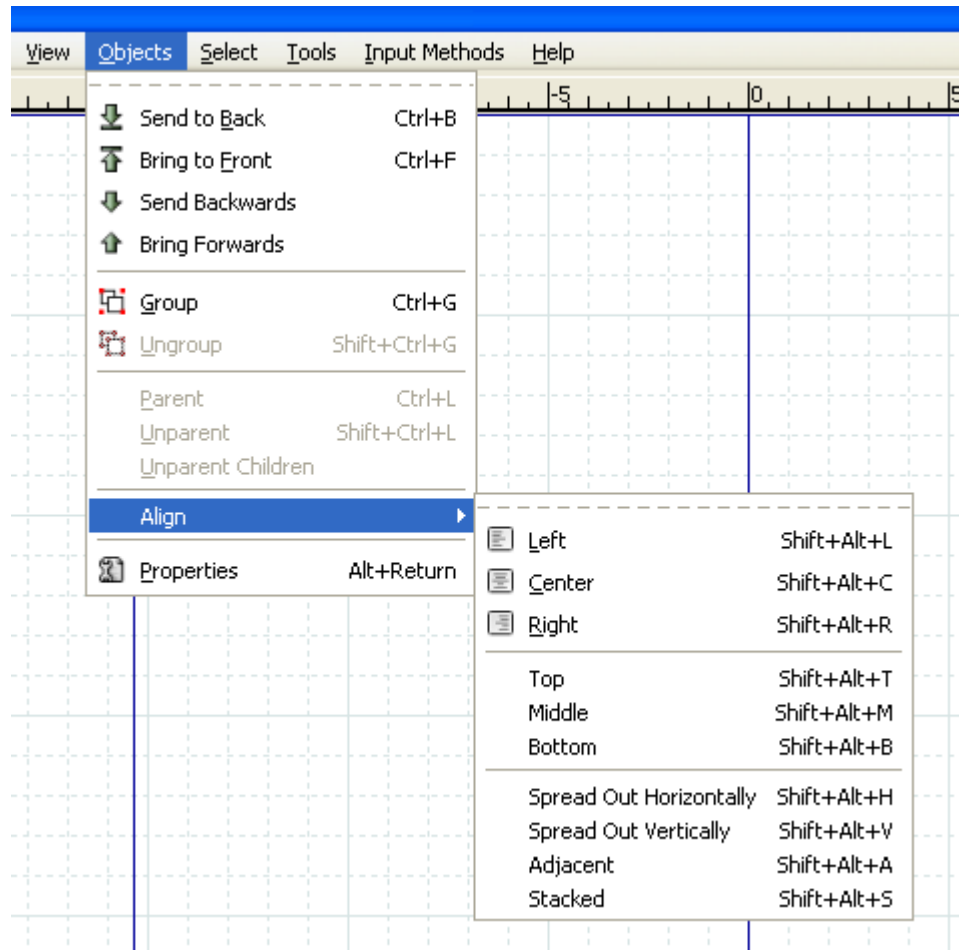 View Objects Select Tools Input Methods Help
-5 0 5
Send to Back Ctrl+B
Bring to Front Ctrl+F
Send Backwards
Bring Forwards
Group Ctrl+G
Ungroup Shift+Ctrl+G
Parent Ctrl+L
Unparent Shift+Ctrl+L
Unparent Children
Align
Properties Alt+Return
Left Shift+Alt+L
Center Shift+Alt+C
Right Shift+Alt+R
Top Shift+Alt+T
Middle Shift+Alt+M
Bottom Shift+Alt+B
Spread Out Horizontally Shift+Alt+H
Spread Out Vertically Shift+Alt+V
Adjacent Shift+Alt+A
Stacked Shift+Alt+S